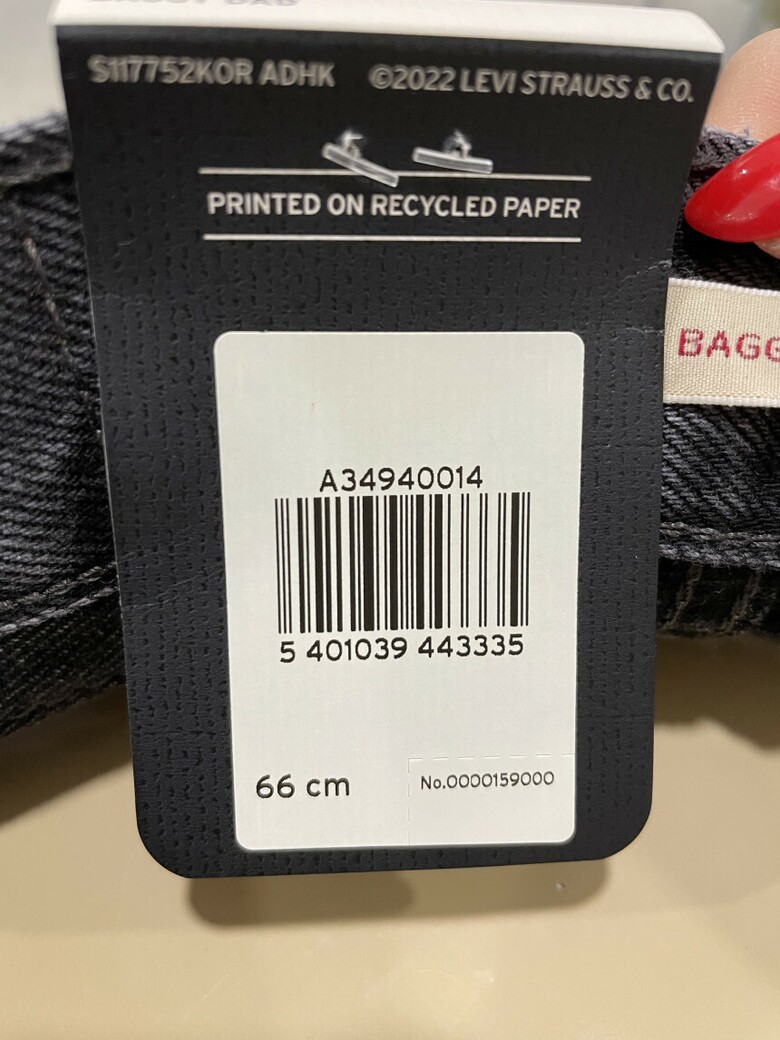 S117752KOR ADHK ©2022 LEVI STRAUSS & CO.
PRINTED ON RECYCLED PAPER
BAGG
A34940014
5 401039 443335
66 cm
No.0000159000